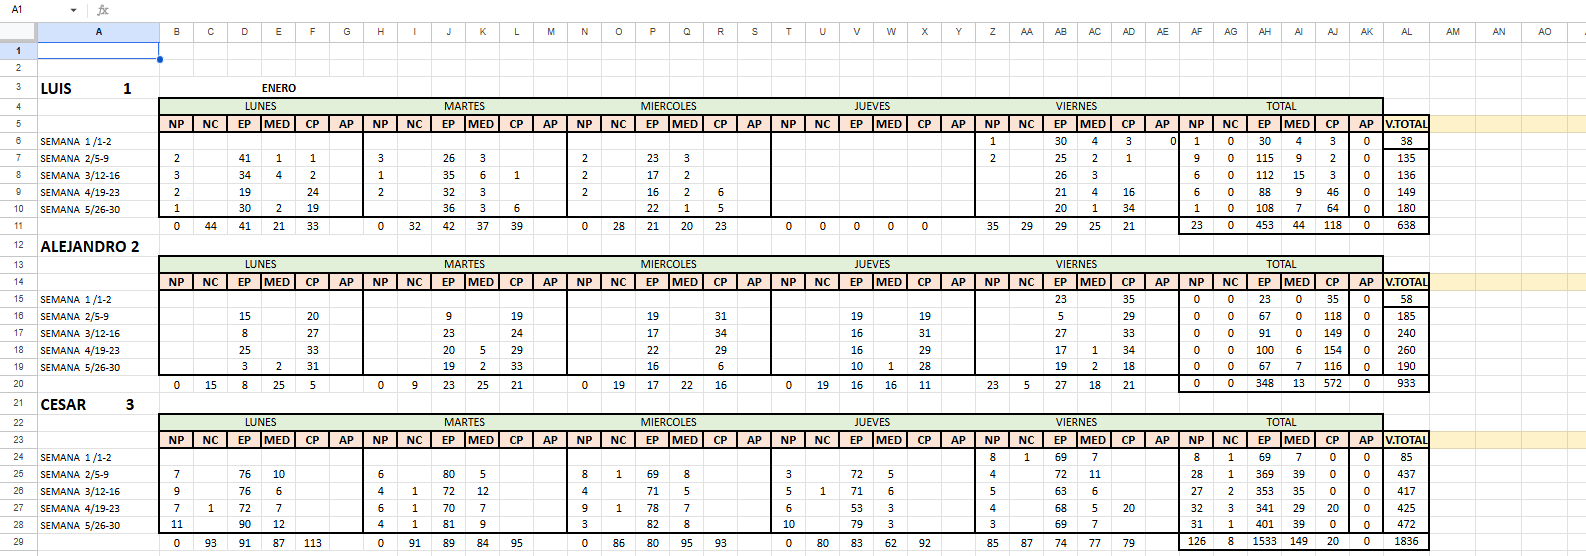 A1 fx
A B C D E F G H I J K L M N O P Q R S T U V W X Y Z AA AB AC AD AE AF AG AH AI AJ AK AL AM AN AO
1
2
3 LUIS 1 ENERO
4 LUNES MARTES MIERCOLES JUEVES VIERNES TOTAL
5 NP NC EP MED CP AP NP NC EP MED CP AP NP NC EP MED CP AP NP NC EP MED CP AP NP NC EP MED CP AP NP NC EP MED CP AP V.TOTAL
6 SEMANA 1 /1-2 1 30 4 3 0 1 0 30 4 3 0 38
7 SEMANA 2/5-9 2 41 1 1 3 26 3 2 23 3 2 25 2 1 9 0 115 9 2 0 135
8 SEMANA 3/12-16 3 34 4 2 1 35 6 1 2 17 2 26 3 6 0 112 15 3 0 136
9 SEMANA 4/19-23 2 19 24 2 32 3 2 16 2 6 21 4 16 6 0 88 9 46 0 149
10 SEMANA 5/26-30 1 30 2 19 36 3 6 22 1 5 20 1 34 1 0 108 7 64 0 180
11 0 44 41 21 33 0 32 42 37 39 0 28 21 20 23 0 0 0 0 0 35 29 29 25 21 23 0 453 44 118 0 638
12 ALEJANDRO 2
13 LUNES MARTES MIERCOLES JUEVES VIERNES TOTAL
14 NP NC EP MED CP AP NP NC EP MED CP AP NP NC EP MED CP AP NP NC EP MED CP AP NP NC EP MED CP AP NP NC EP MED CP AP V.TOTAL
15 SEMANA 1 /1-2 23 35 0 0 23 0 35 0 58
16 SEMANA 2/5-9 15 20 9 19 19 31 19 19 5 29 0 0 67 0 118 0 185
17 SEMANA 3/12-16 8 27 23 24 17 34 16 31 27 33 0 0 91 0 149 0 240
18 SEMANA 4/19-23 25 33 20 5 29 22 29 16 29 17 1 34 0 0 100 6 154 0 260
19 SEMANA 5/26-30 3 2 31 19 2 33 16 6 10 1 28 19 2 18 0 0 67 7 116 0 190
20 0 15 8 25 5 0 9 23 25 21 0 19 17 22 16 0 19 16 16 11 23 5 27 18 21 0 0 348 13 572 0 933
21 CESAR 3
22 LUNES MARTES MIERCOLES JUEVES VIERNES TOTAL
23 NP NC EP MED CP AP NP NC EP MED CP AP NP NC EP MED CP AP NP NC EP MED CP AP NP NC EP MED CP AP NP NC EP MED CP AP V.TOTAL
24 SEMANA 1 /1-2 8 1 69 7 8 1 69 7 0 0 85
25 SEMANA 2/5-9 7 76 10 6 80 5 8 1 69 8 3 72 5 4 72 11 28 1 369 39 0 0 437
26 SEMANA 3/12-16 9 76 6 4 1 72 12 4 71 5 5 1 71 6 5 63 6 27 2 353 35 0 0 417
27 SEMANA 4/19-23 7 1 72 7 6 1 70 7 9 1 78 7 6 53 3 4 68 5 20 32 3 341 29 20 0 425
28 SEMANA 5/26-30 11 90 12 4 1 81 9 3 82 8 10 79 3 3 69 7 31 1 401 39 0 0 472
29 0 93 91 87 113 0 91 89 84 95 0 86 80 95 93 0 80 83 62 92 85 87 74 77 79 126 8 1533 149 20 0 1836